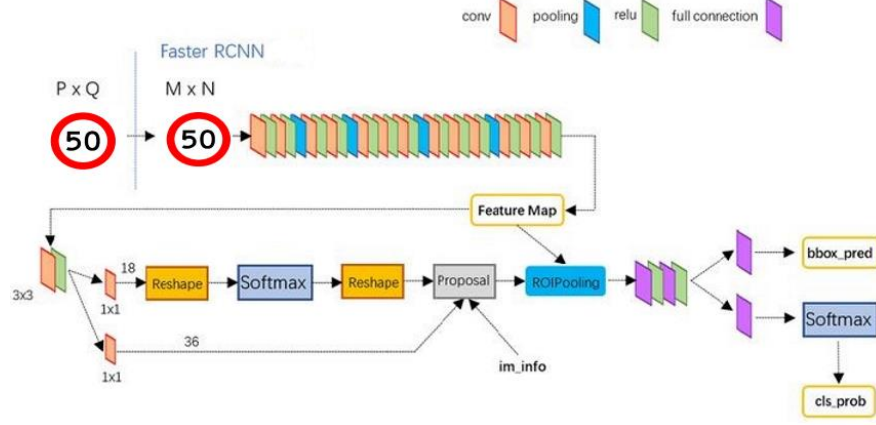 conv pooling relu full connection
Faster RCNN
P x Q M x N
50 50
Feature Map
3x3
18
1x1
Reshape
Softmax
Reshape
Proposal
ROIPooling
bbox_pred
Softmax
36
1x1
im_info
cls_prob